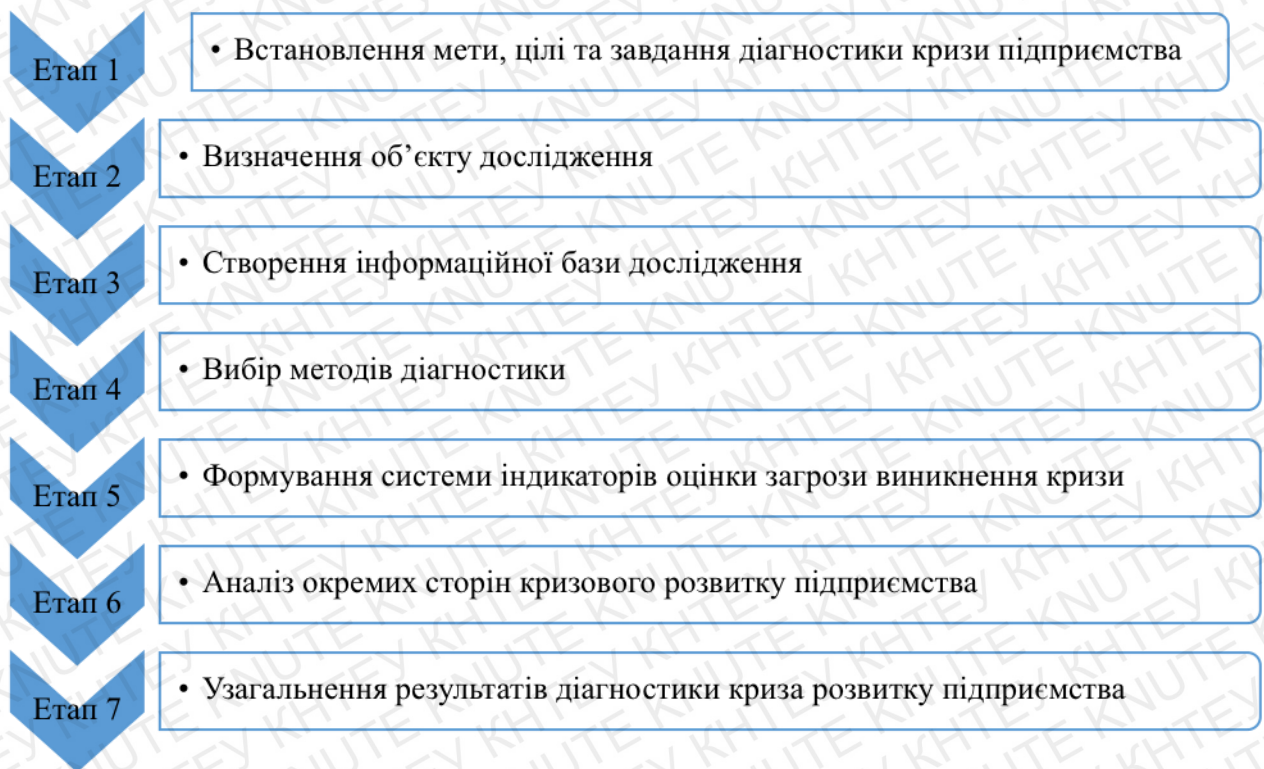 Етап 1
• Встановлення мети, цілі та завдання діагностики кризи підприємства
Етап 2
• Визначення об’єкту дослідження
Етап 3
• Створення інформаційної бази дослідження
Етап 4
• Вибір методів діагностики
Етап 5
• Формування системи індикаторів оцінки загрози виникнення кризи
Етап 6
• Аналіз окремих сторін кризового розвитку підприємства
Етап 7
• Узагальнення результатів діагностики криза розвитку підприємства
KNUTE КНТЕУ